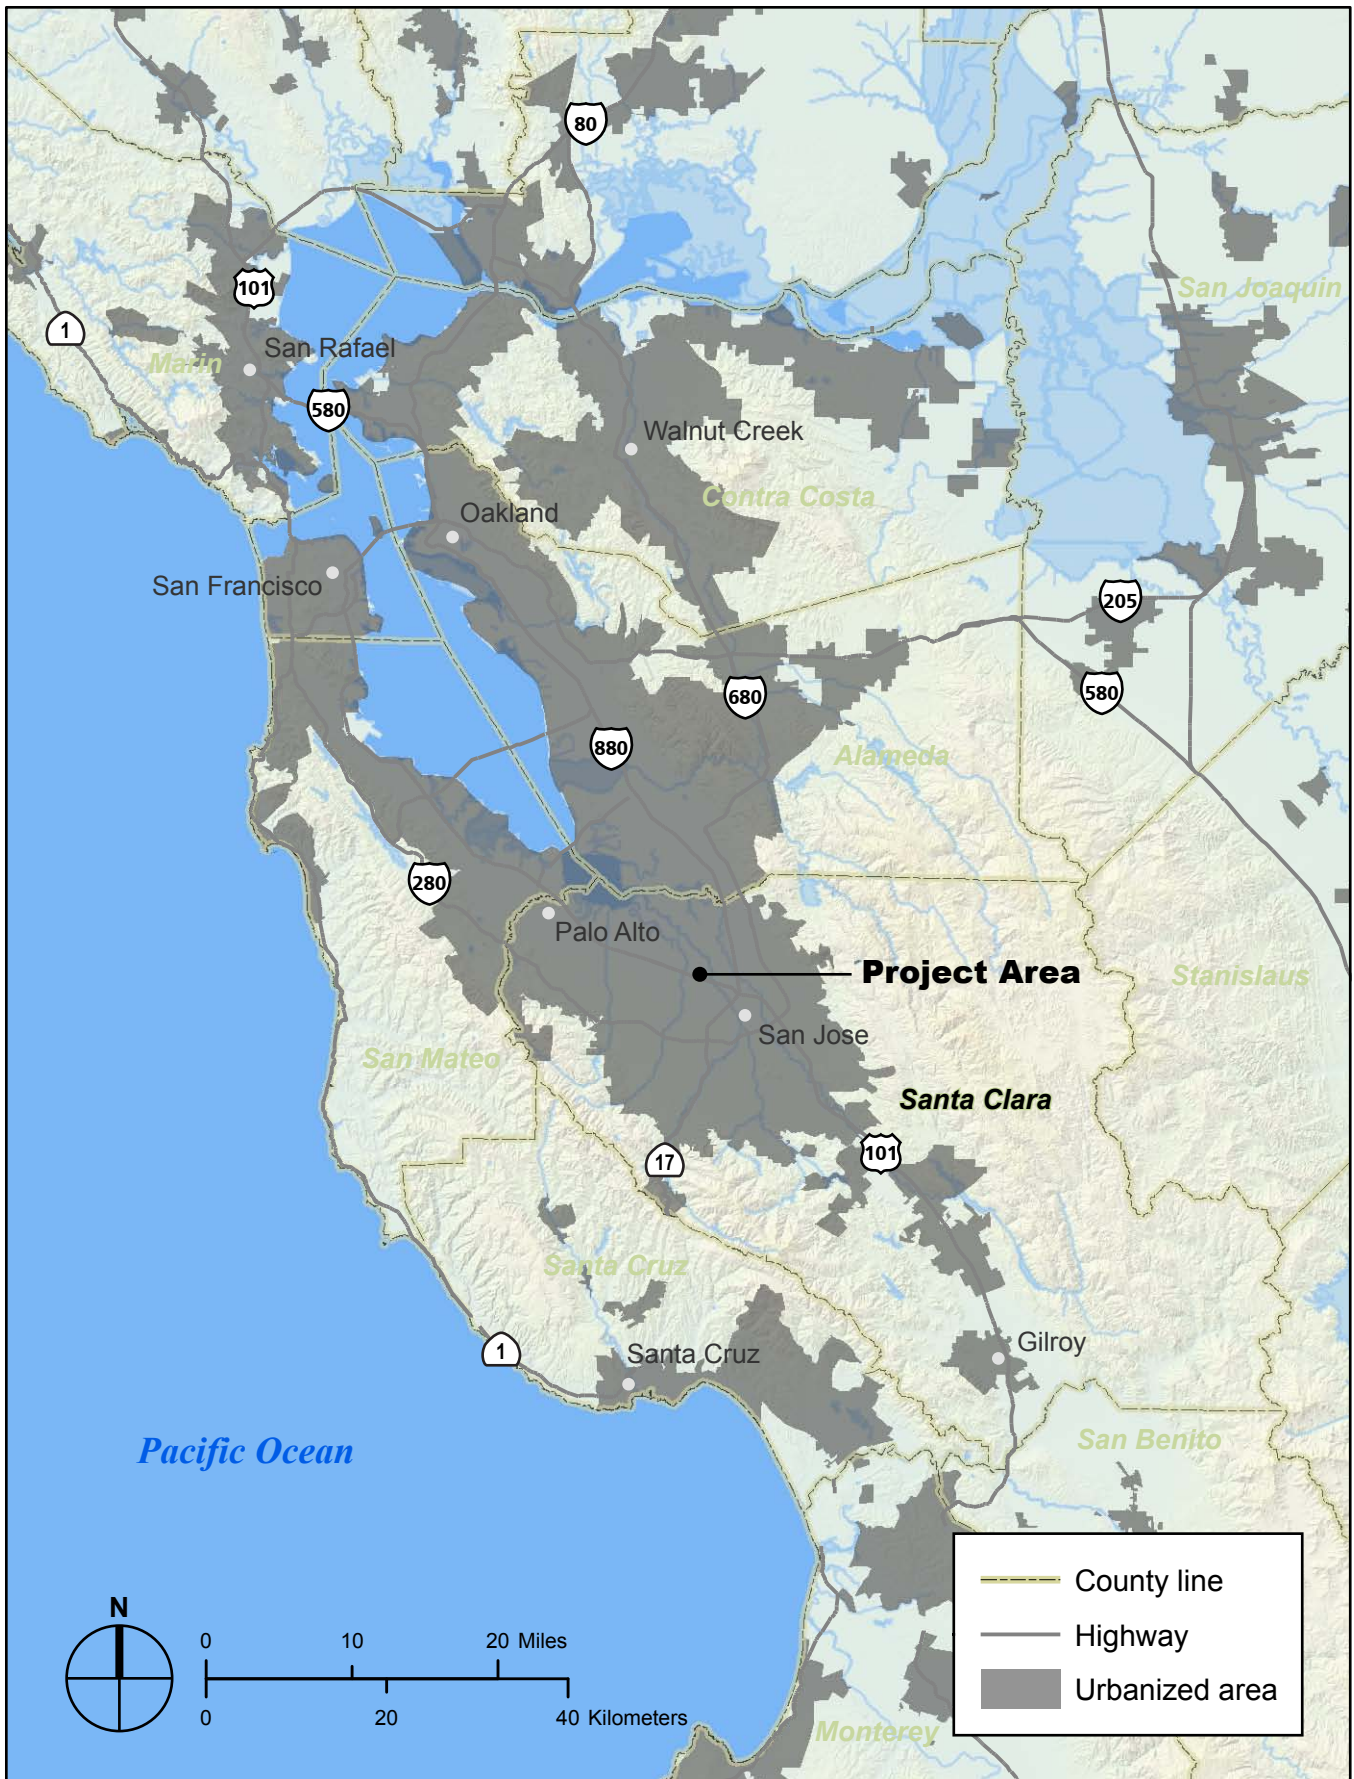 80
101
San Joaquin
1
San Rafael
Marin
580
Walnut Creek
Contra Costa
Oakland
San Francisco
205
680
580
880
Alameda
280
Palo Alto
Project Area
Stanislaus
San Jose
San Mateo
Santa Clara
101
17
Santa Cruz
Gilroy
1
Santa Cruz
Pacific Ocean
San Benito
County line
Highway
Urbanized area
N
0 10 20 Miles
0 20 40 Kilometers
Monterey